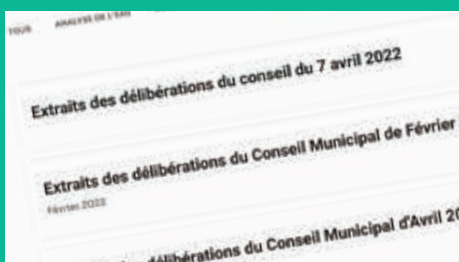 TOUS ANALYSE DE L'EAU
Extraits des délibérations du conseil du 7 avril 2022
Extraits des délibérations du Conseil Municipal de Février
Février 2022
délibérations du Conseil Municipal d'Avril 20